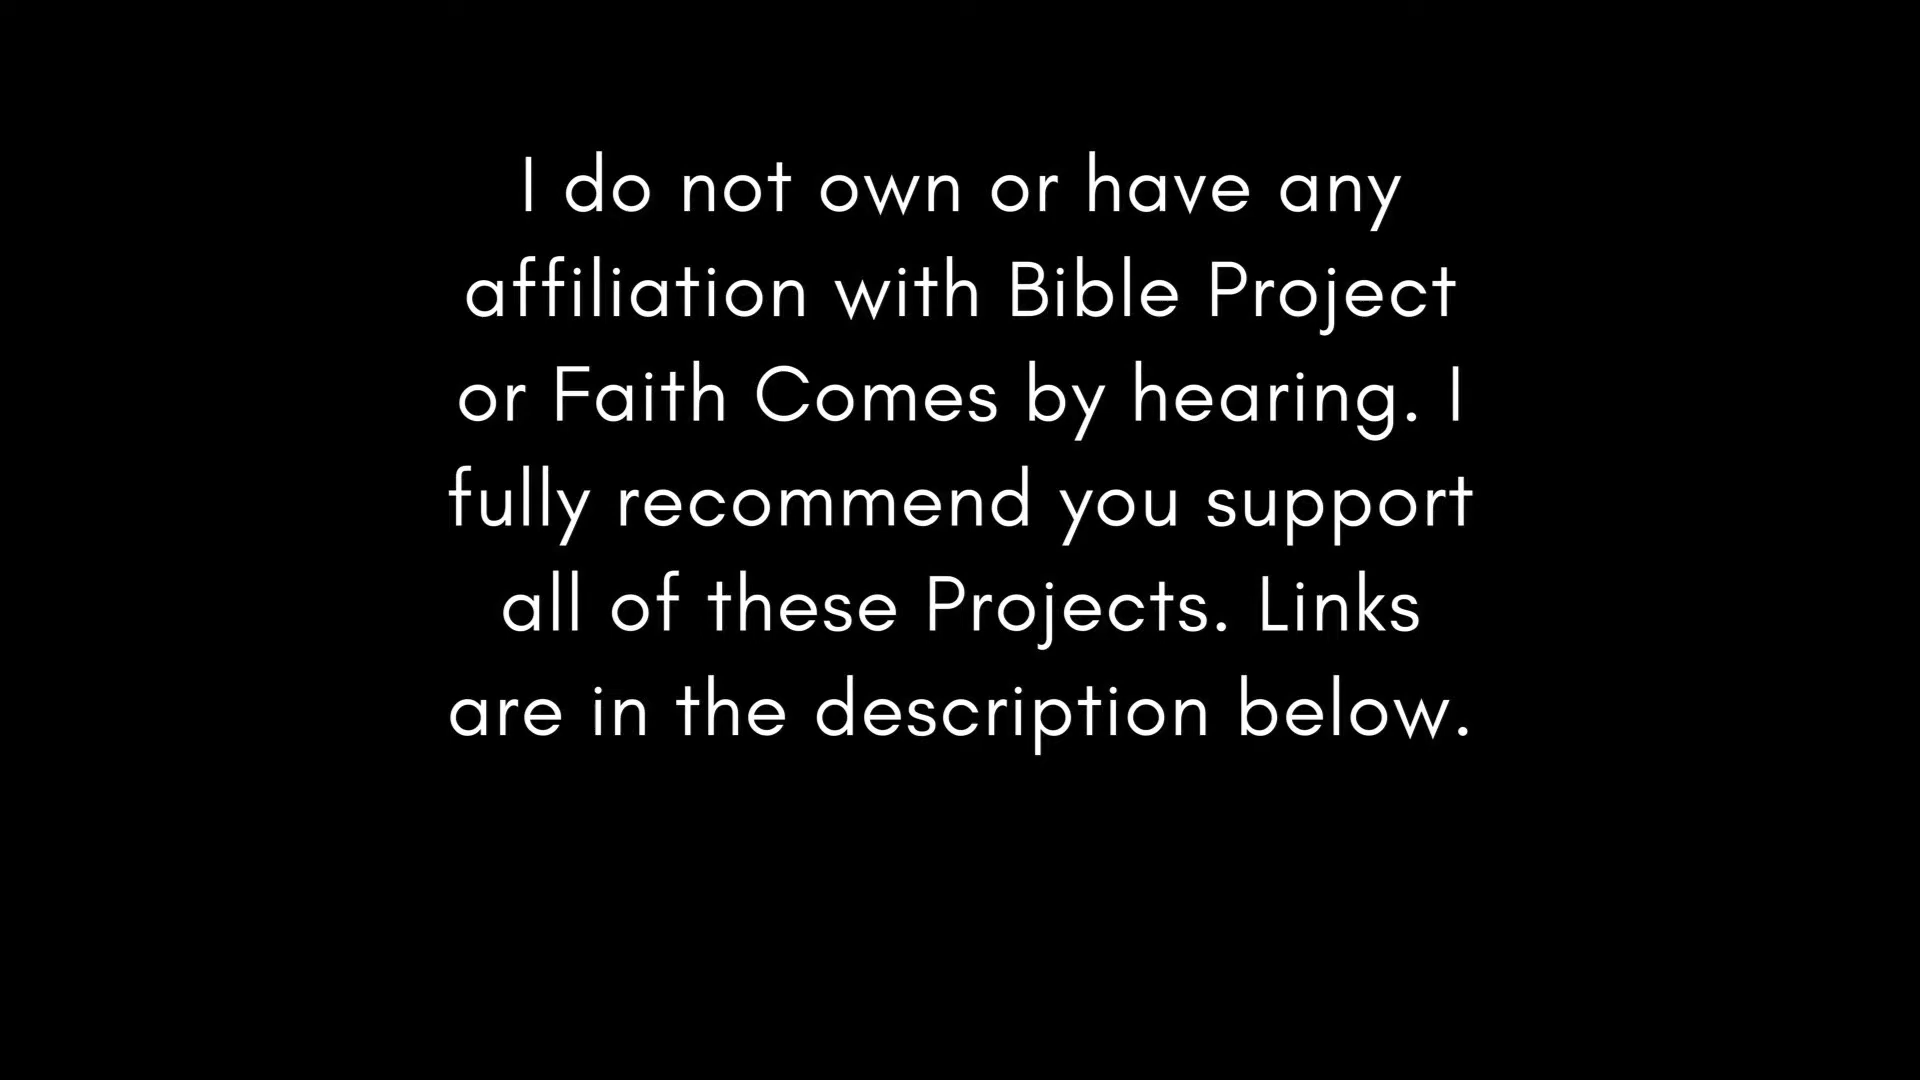 I do not own or have any
affiliation with Bible Project
or Faith Comes by hearing. I
fully recommend you support
all of these Projects. Links
are in the description below.